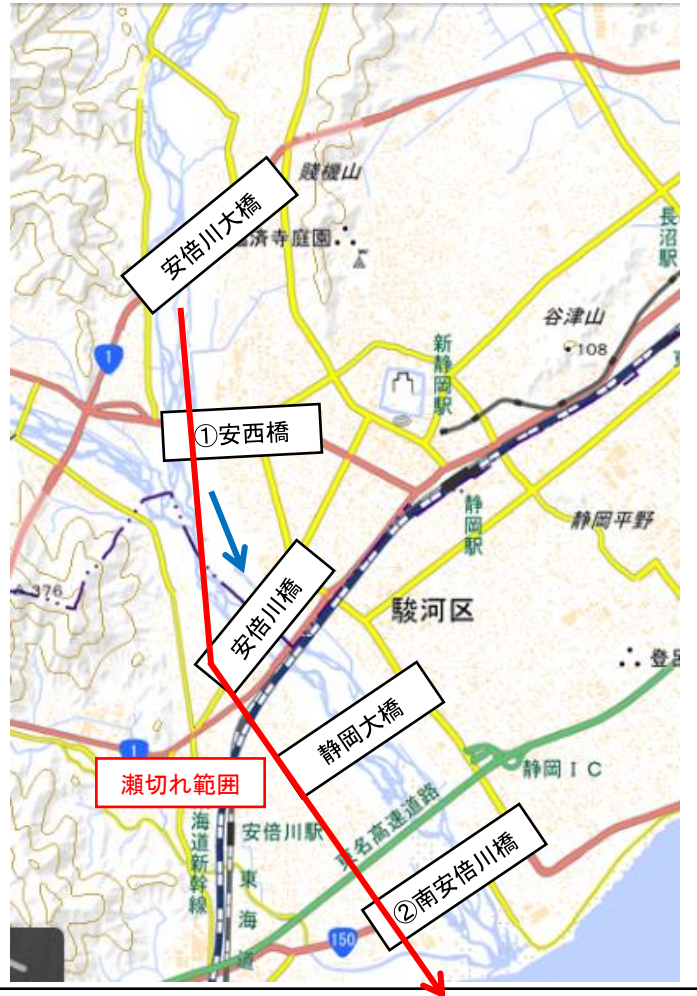 賤機山
安倍川大橋
済寺庭園
長沼駅
谷津山
108
新静岡駅
1
①安西橋
静岡駅
静岡平野
376
安倍川橋
駿河区
登呂
静岡大橋
1
静岡IC
瀬切れ範囲
東名高速道路
安倍川駅
海道新幹線
東海道
②南安倍川橋
150